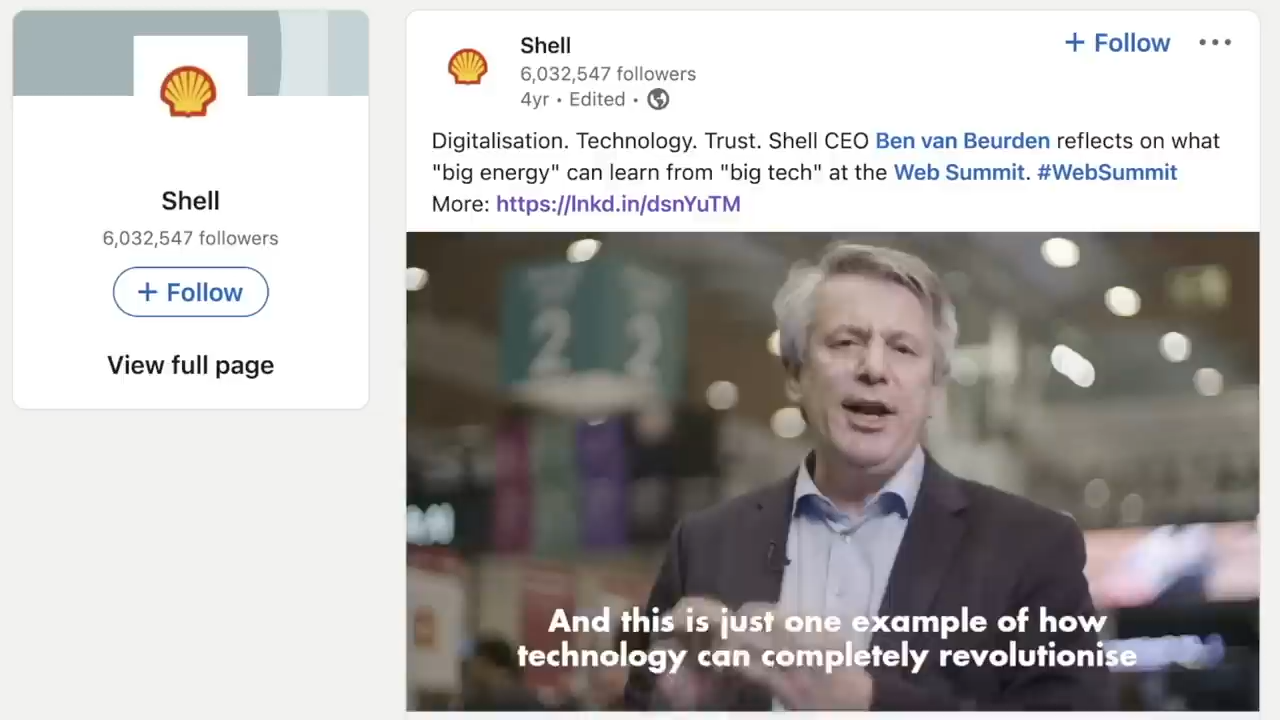 Shell
6,032,547 followers
+ Follow
View full page
Shell
6,032,547 followers
4yr • Edited •
+ Follow
Digitalisation. Technology. Trust. Shell CEO Ben van Beurden reflects on what
"big energy" can learn from "big tech" at the Web Summit. #WebSummit
More: https://lnkd.in/dsnYuTM
2 2
And this is just one example of how
technology can completely revolutionise